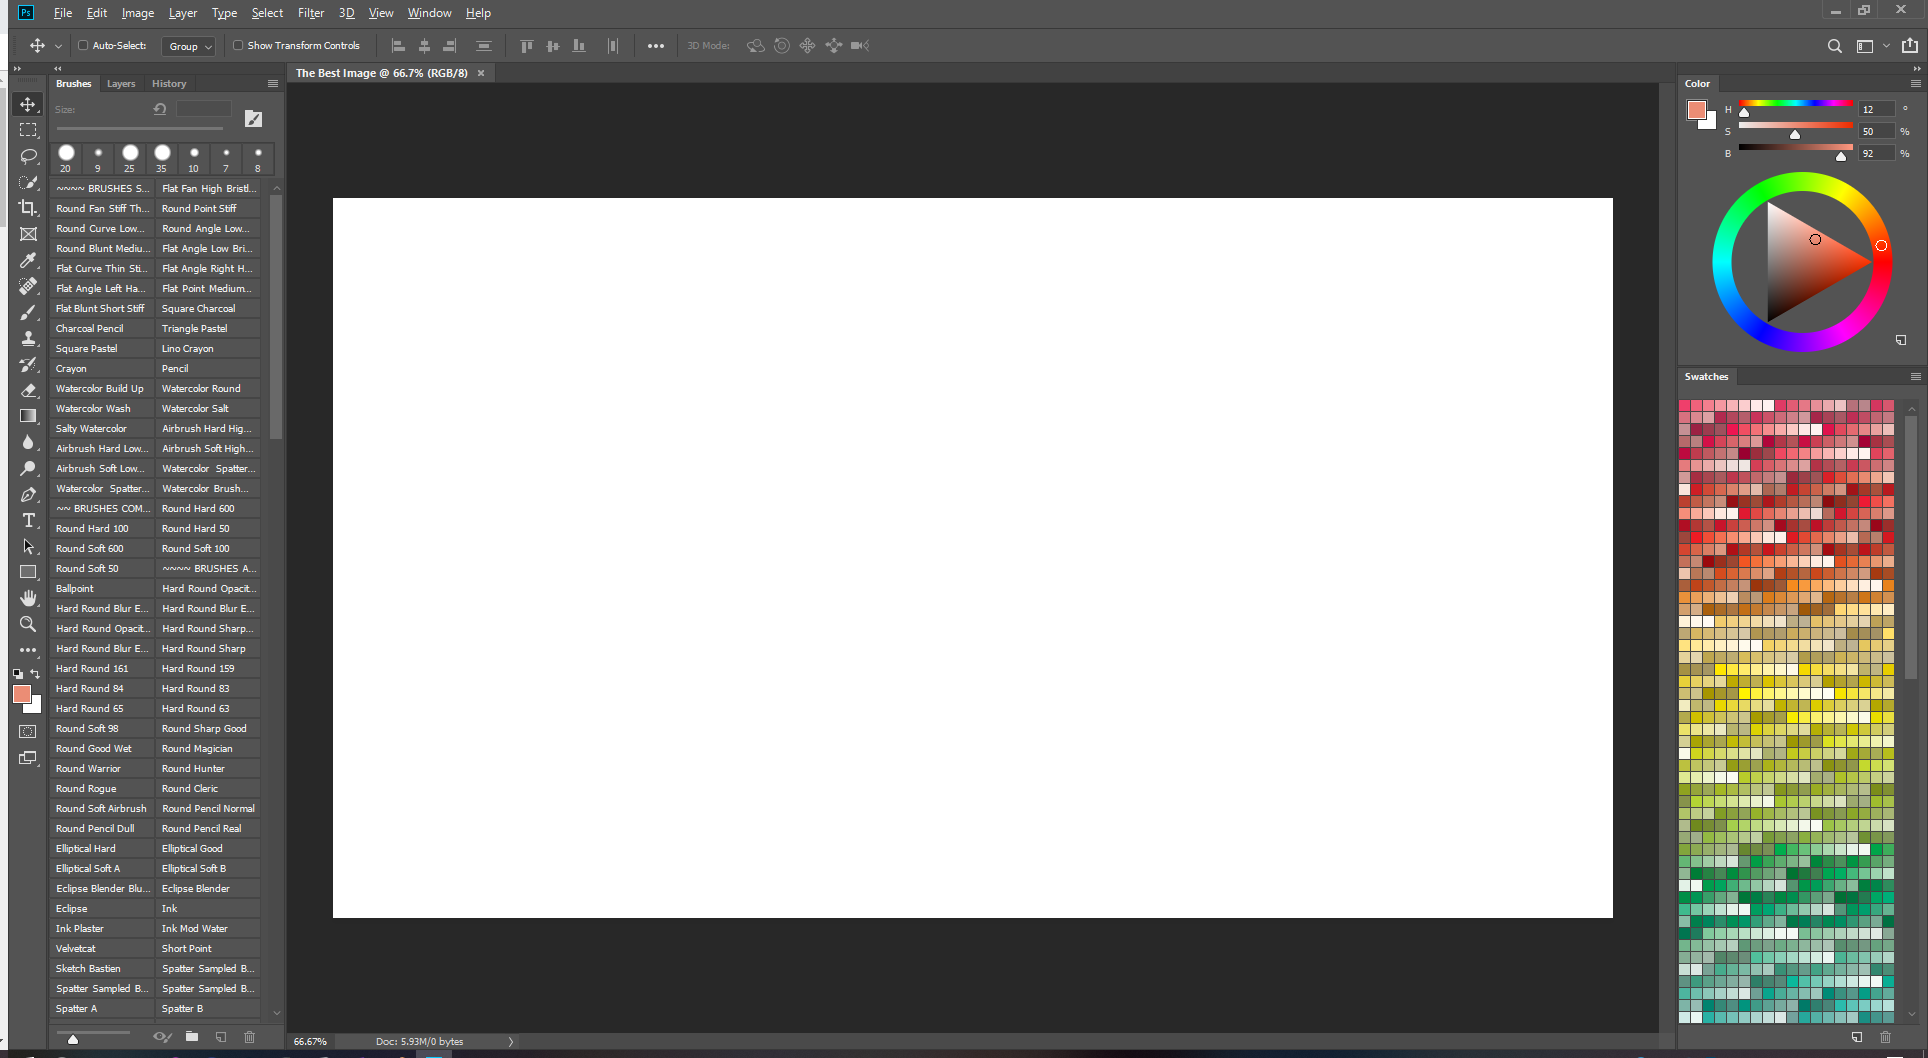 Ps File Edit Image Layer Type Select Filter 3D View Window Help
Auto-Select: Group Show Transform Controls 3D Mode:
The Best Image @ 66.7% (RGB/8)
Brushes Layers History
Size:
20 9 25 35 10 7 8
~~~~ BRUSHES S... Flat Fan High Bristl...
Round Fan Stiff Th... Round Point Stiff
Round Curve Low... Round Angle Low...
Round Blunt Mediu... Flat Angle Low Bri...
Flat Curve Thin Sti... Flat Angle Right H...
Flat Angle Left Ha... Flat Point Medium...
Flat Blunt Short Stiff Square Charcoal
Charcoal Pencil Triangle Pastel
Square Pastel Lino Crayon
Crayon Pencil
Watercolor Build Up Watercolor Round
Watercolor Wash Watercolor Salt
Salty Watercolor Airbrush Hard Hig...
Airbrush Hard Low... Airbrush Soft High...
Airbrush Soft Low... Watercolor Spatter...
Watercolor Spatter... Watercolor Brush...
~~ BRUSHES COM... Round Hard 600
Round Hard 100 Round Hard 50
Round Soft 600 Round Soft 100
Round Soft 50 ~~~~ BRUSHES A...
Ballpoint Hard Round Opacit...
Hard Round Blur E... Hard Round Blur E...
Hard Round Opacit... Hard Round Sharp...
Hard Round Blur E... Hard Round Sharp
Hard Round 161 Hard Round 159
Hard Round 84 Hard Round 83
Hard Round 65 Hard Round 63
Round Soft 98 Round Sharp Good
Round Good Wet Round Magician
Round Warrior Round Hunter
Round Rogue Round Cleric
Round Soft Airbrush Round Pencil Normal
Round Pencil Dull Round Pencil Real
Elliptical Hard Elliptical Good
Elliptical Soft A Elliptical Soft B
Eclipse Blender Blu... Eclipse Blender
Eclipse Ink
Ink Plaster Ink Mod Water
Velvetcat Short Point
Sketch Bastien Spatter Sampled B...
Spatter Sampled B... Spatter Sampled B...
Spatter A Spatter B
66.67% Doc: 5.93M/0 bytes
Color
H 12 °
S 50 %
B 92 %
Swatches